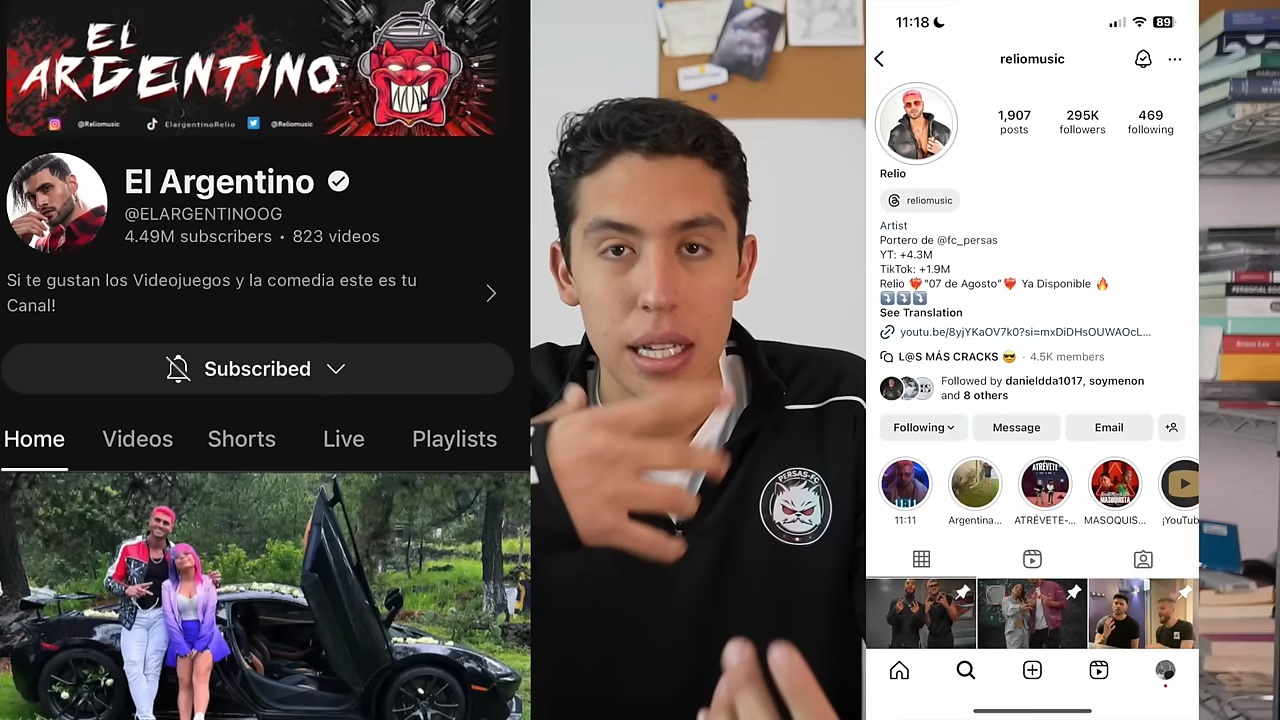 EL
ARGENTINO
@Reliomusic
ElargentinoRelio
@Reliomusic
El Argentino
@ELARGENTINOOG
4.49M subscribers • 823 videos
Si te gustan los Videojuegos y la comedia este es tu
Canal!
Subscribed
Home
Videos
Shorts
Live
Playlists
PERSAS-FC
11:18
89
reliomusic
1,907
295K
469
posts
followers
following
Relio
reliomusic
Artist
Portero de @fc_persas
YT: +4.3M
TikTok: +1.9M
Relio ❤️‍🔥"07 de Agosto"❤️‍🔥 Ya Disponible 🔥
⤵️⤵️⤵️
See Translation
youtu.be/8yjYKaOV7k0?si=mxDiDHsOUWAOcL...
L@S MÁS CRACKS 😎 · 4.5K members
Followed by danieldda1017, soymenon
and 8 others
Following
Message
Email
ATRÉVETE
11:11
Argentina...
ATRÉVETE-...
MASOQUIS...
¡YouTub
Bruce Lee